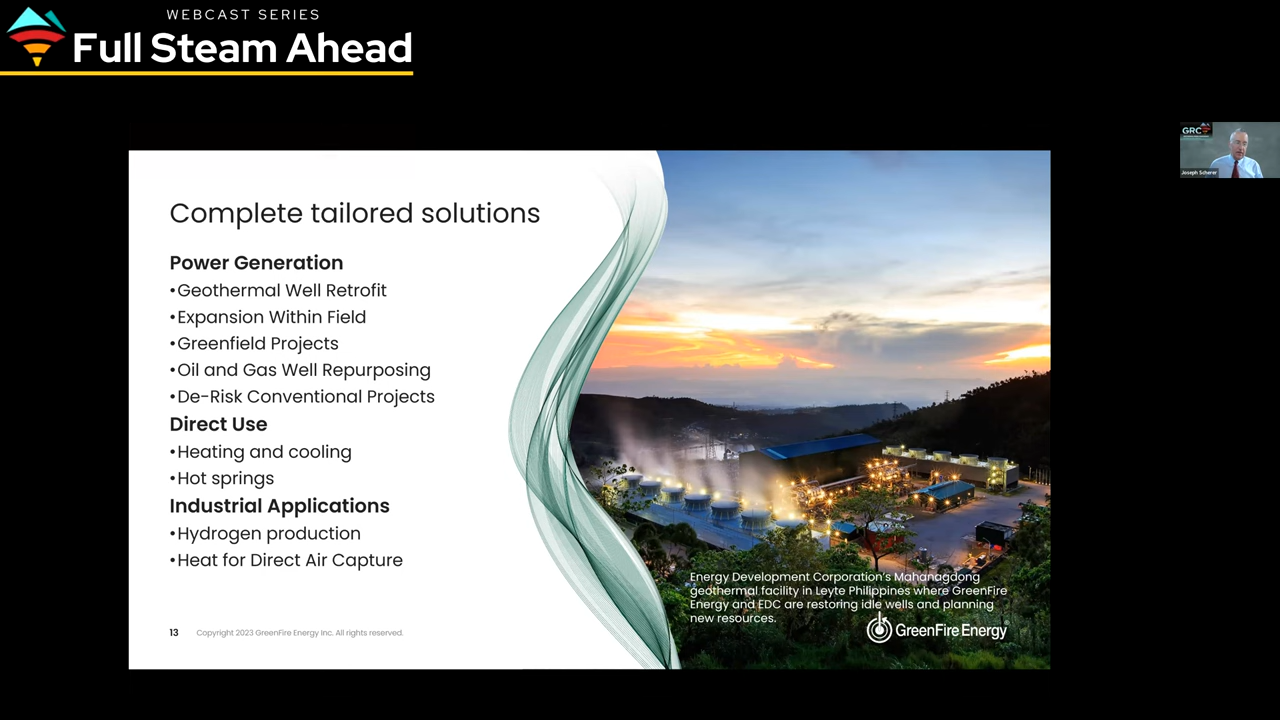 WEBCAST SERIES
Full Steam Ahead
GRC
Joseph Scherer
Complete tailored solutions
Power Generation
•Geothermal Well Retrofit
•Expansion Within Field
•Greenfield Projects
•Oil and Gas Well Repurposing
•De-Risk Conventional Projects
Direct Use
•Heating and cooling
•Hot springs
Industrial Applications
•Hydrogen production
•Heat for Direct Air Capture
Energy Development Corporation's Mahanagdong
geothermal facility in Leyte Philippines where GreenFire
Energy and EDC are restoring idle wells and planning
new resources.
GreenFire Energy
13 Copyright 2023 GreenFire Energy Inc. All rights reserved.